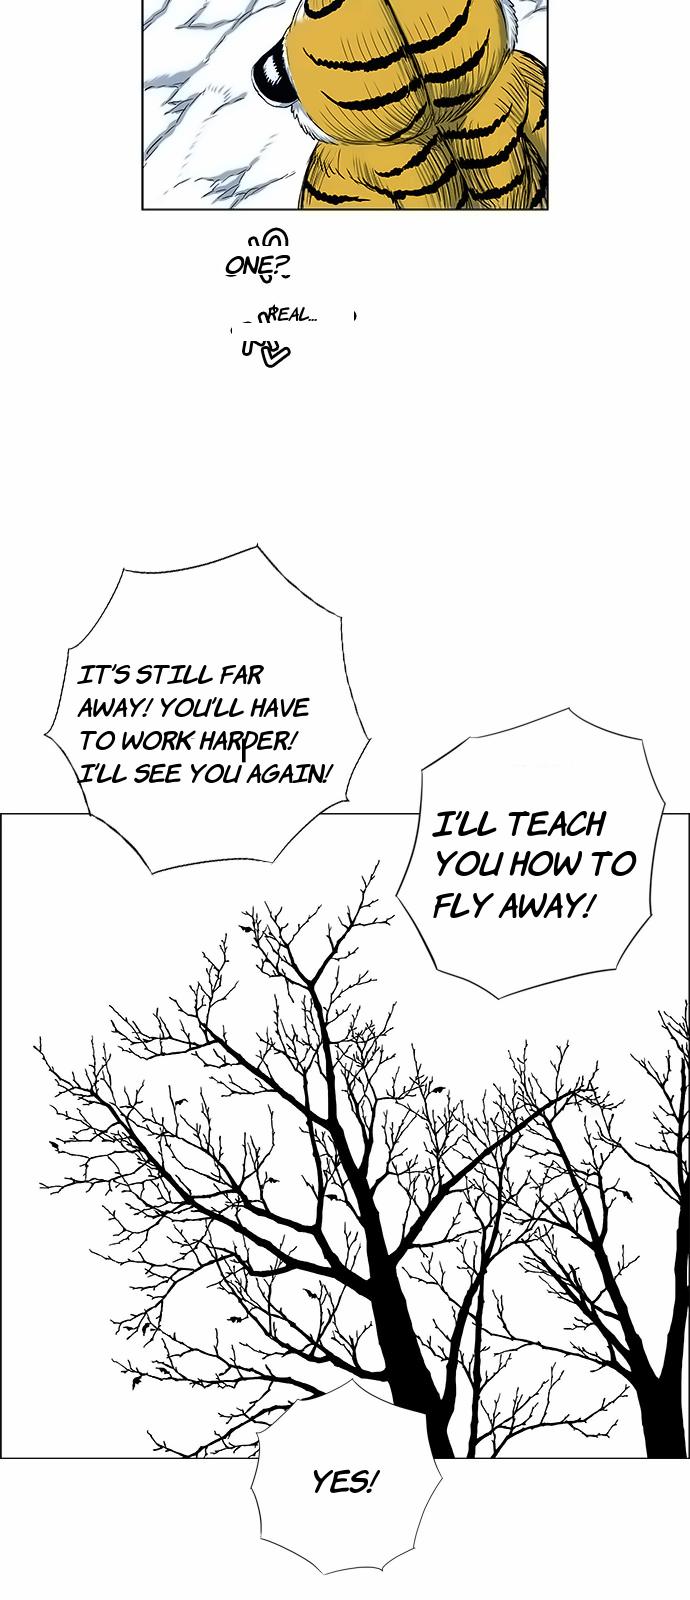 ONE?
REAL...
IT'S STILL FAR
AWAY! YOU'LL HAVE
TO WORK HARDER!
I'LL SEE YOU AGAIN!
I'LL TEACH
YOU HOW TO
FLY AWAY!
YES!